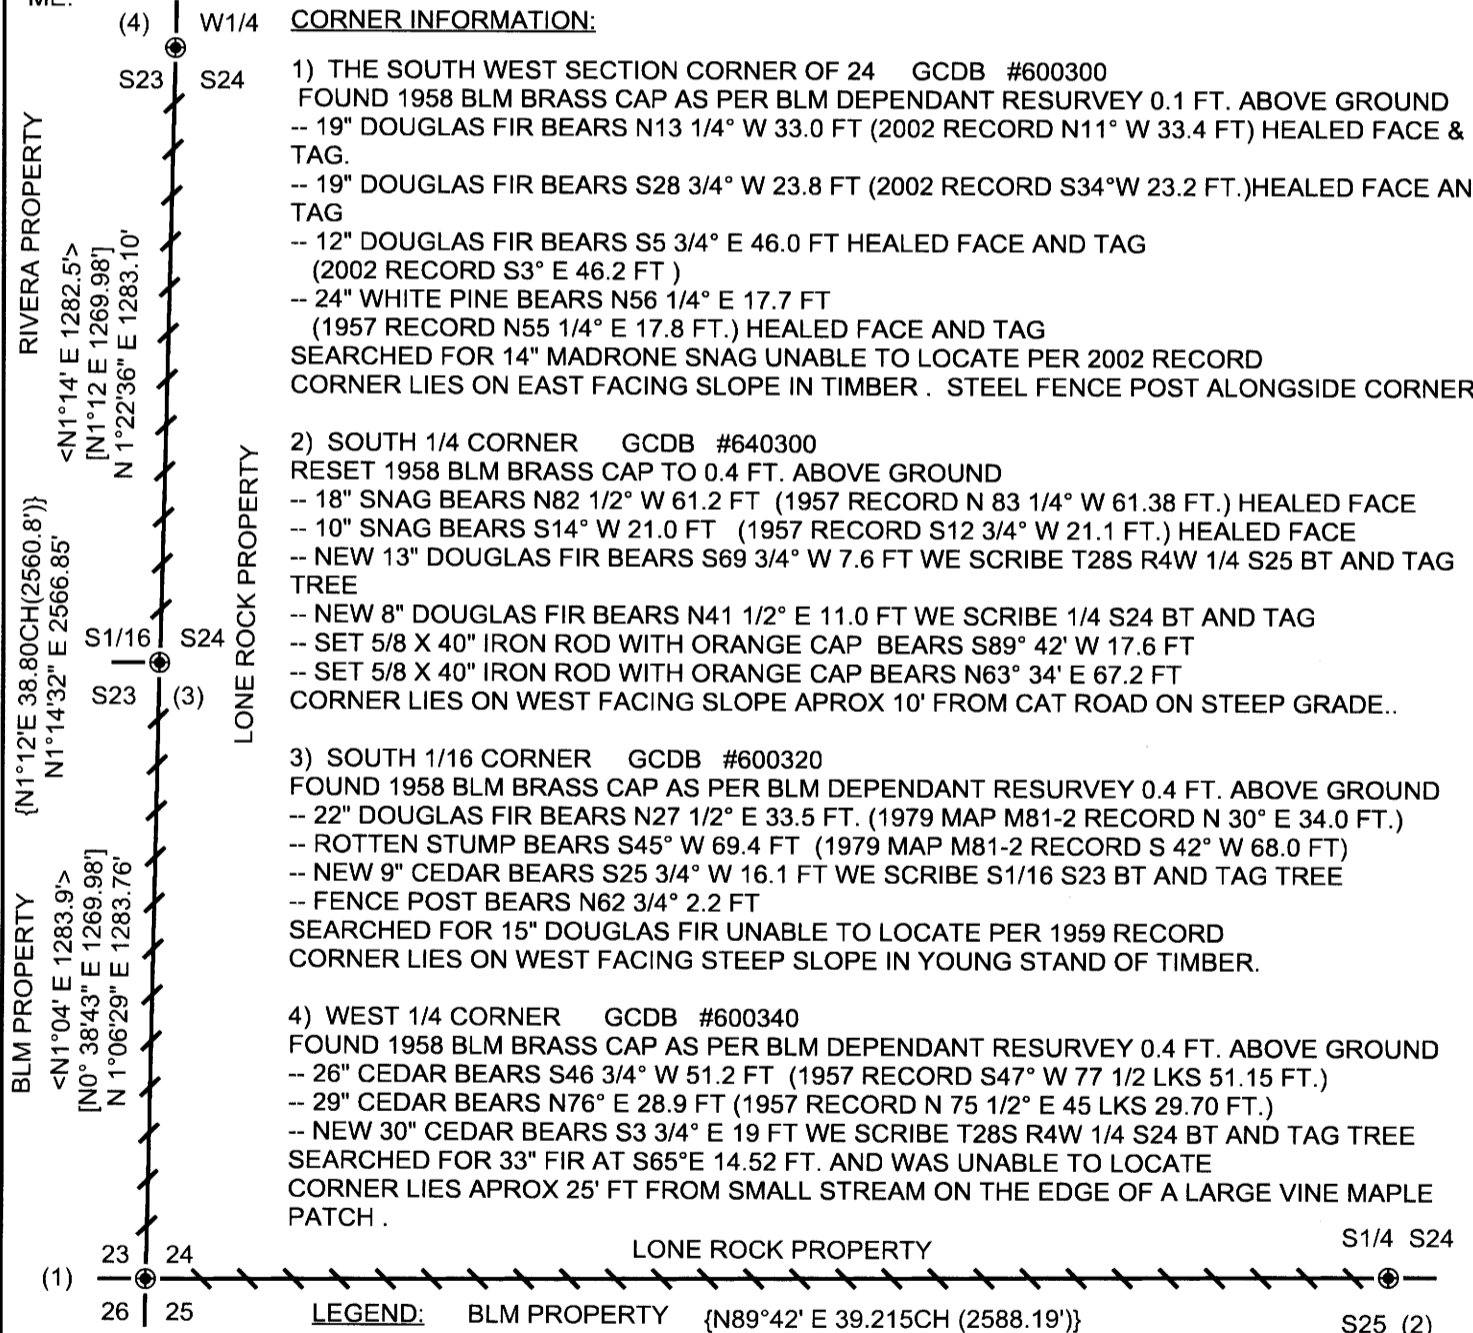 ME:
(4) W1/4
S23 S24
CORNER INFORMATION:
1) THE SOUTH WEST SECTION CORNER OF 24 GCDB #600300
FOUND 1958 BLM BRASS CAP AS PER BLM DEPENDANT RESURVEY 0.1 FT. ABOVE GROUND
-- 19" DOUGLAS FIR BEARS N13 1/4° W 33.0 FT (2002 RECORD N11° W 33.4 FT) HEALED FACE &
TAG.
-- 19" DOUGLAS FIR BEARS S28 3/4° W 23.8 FT (2002 RECORD S34°W 23.2 FT.)HEALED FACE AN
TAG
-- 12" DOUGLAS FIR BEARS S5 3/4° E 46.0 FT HEALED FACE AND TAG
(2002 RECORD S3° E 46.2 FT )
-- 24" WHITE PINE BEARS N56 1/4° E 17.7 FT
(1957 RECORD N55 1/4° E 17.8 FT.) HEALED FACE AND TAG
SEARCHED FOR 14" MADRONE SNAG UNABLE TO LOCATE PER 2002 RECORD
CORNER LIES ON EAST FACING SLOPE IN TIMBER . STEEL FENCE POST ALONGSIDE CORNER
2) SOUTH 1/4 CORNER GCDB #640300
RESET 1958 BLM BRASS CAP TO 0.4 FT. ABOVE GROUND
-- 18" SNAG BEARS N82 1/2° W 61.2 FT (1957 RECORD N 83 1/4° W 61.38 FT.) HEALED FACE
-- 10" SNAG BEARS S14° W 21.0 FT (1957 RECORD S12 3/4° W 21.1 FT.) HEALED FACE
-- NEW 13" DOUGLAS FIR BEARS S69 3/4° W 7.6 FT WE SCRIBE T28S R4W 1/4 S25 BT AND TAG
TREE
-- NEW 8" DOUGLAS FIR BEARS N41 1/2° E 11.0 FT WE SCRIBE 1/4 S24 BT AND TAG
-- SET 5/8 X 40" IRON ROD WITH ORANGE CAP BEARS S89° 42' W 17.6 FT
-- SET 5/8 X 40" IRON ROD WITH ORANGE CAP BEARS N63° 34' E 67.2 FT
CORNER LIES ON WEST FACING SLOPE APROX 10' FROM CAT ROAD ON STEEP GRADE..
3) SOUTH 1/16 CORNER GCDB #600320
FOUND 1958 BLM BRASS CAP AS PER BLM DEPENDANT RESURVEY 0.4 FT. ABOVE GROUND
-- 22" DOUGLAS FIR BEARS N27 1/2° E 33.5 FT. (1979 MAP M81-2 RECORD N 30° E 34.0 FT.)
-- ROTTEN STUMP BEARS S45° W 69.4 FT (1979 MAP M81-2 RECORD S 42° W 68.0 FT)
-- NEW 9" CEDAR BEARS S25 3/4° W 16.1 FT WE SCRIBE S1/16 S23 BT AND TAG TREE
-- FENCE POST BEARS N62 3/4° 2.2 FT
SEARCHED FOR 15" DOUGLAS FIR UNABLE TO LOCATE PER 1959 RECORD
CORNER LIES ON WEST FACING STEEP SLOPE IN YOUNG STAND OF TIMBER.
4) WEST 1/4 CORNER GCDB #600340
FOUND 1958 BLM BRASS CAP AS PER BLM DEPENDANT RESURVEY 0.4 FT. ABOVE GROUND
-- 26" CEDAR BEARS S46 3/4° W 51.2 FT (1957 RECORD S47° W 77 1/2 LKS 51.15 FT.)
-- 29" CEDAR BEARS N76° E 28.9 FT (1957 RECORD N 75 1/2° E 45 LKS 29.70 FT.)
-- NEW 30" CEDAR BEARS S3 3/4° E 19 FT WE SCRIBE T28S R4W 1/4 S24 BT AND TAG TREE
SEARCHED FOR 33" FIR AT S65°E 14.52 FT. AND WAS UNABLE TO LOCATE
CORNER LIES APROX 25' FT FROM SMALL STREAM ON THE EDGE OF A LARGE VINE MAPLE
PATCH .
RIVERA PROPERTY
<N1°14' E 1282.5'>
[N1°12 E 1269.98']
N 1°22'36" E 1283.10'
LONE ROCK PROPERTY
{N1°12'E 38.80CH(2560.8')}
N1°14'32" E 2566.85'
S1/16 S24
S23 (3)
BLM PROPERTY
<N1°04' E 1283.9'>
[N0° 38'43" E 1269.98']
N 1°06'29" E 1283.76'
23 24
(1)
26 25
LONE ROCK PROPERTY
S1/4 S24
LEGEND: BLM PROPERTY {N89°42' E 39.215CH (2588.19')}
S25 (2)